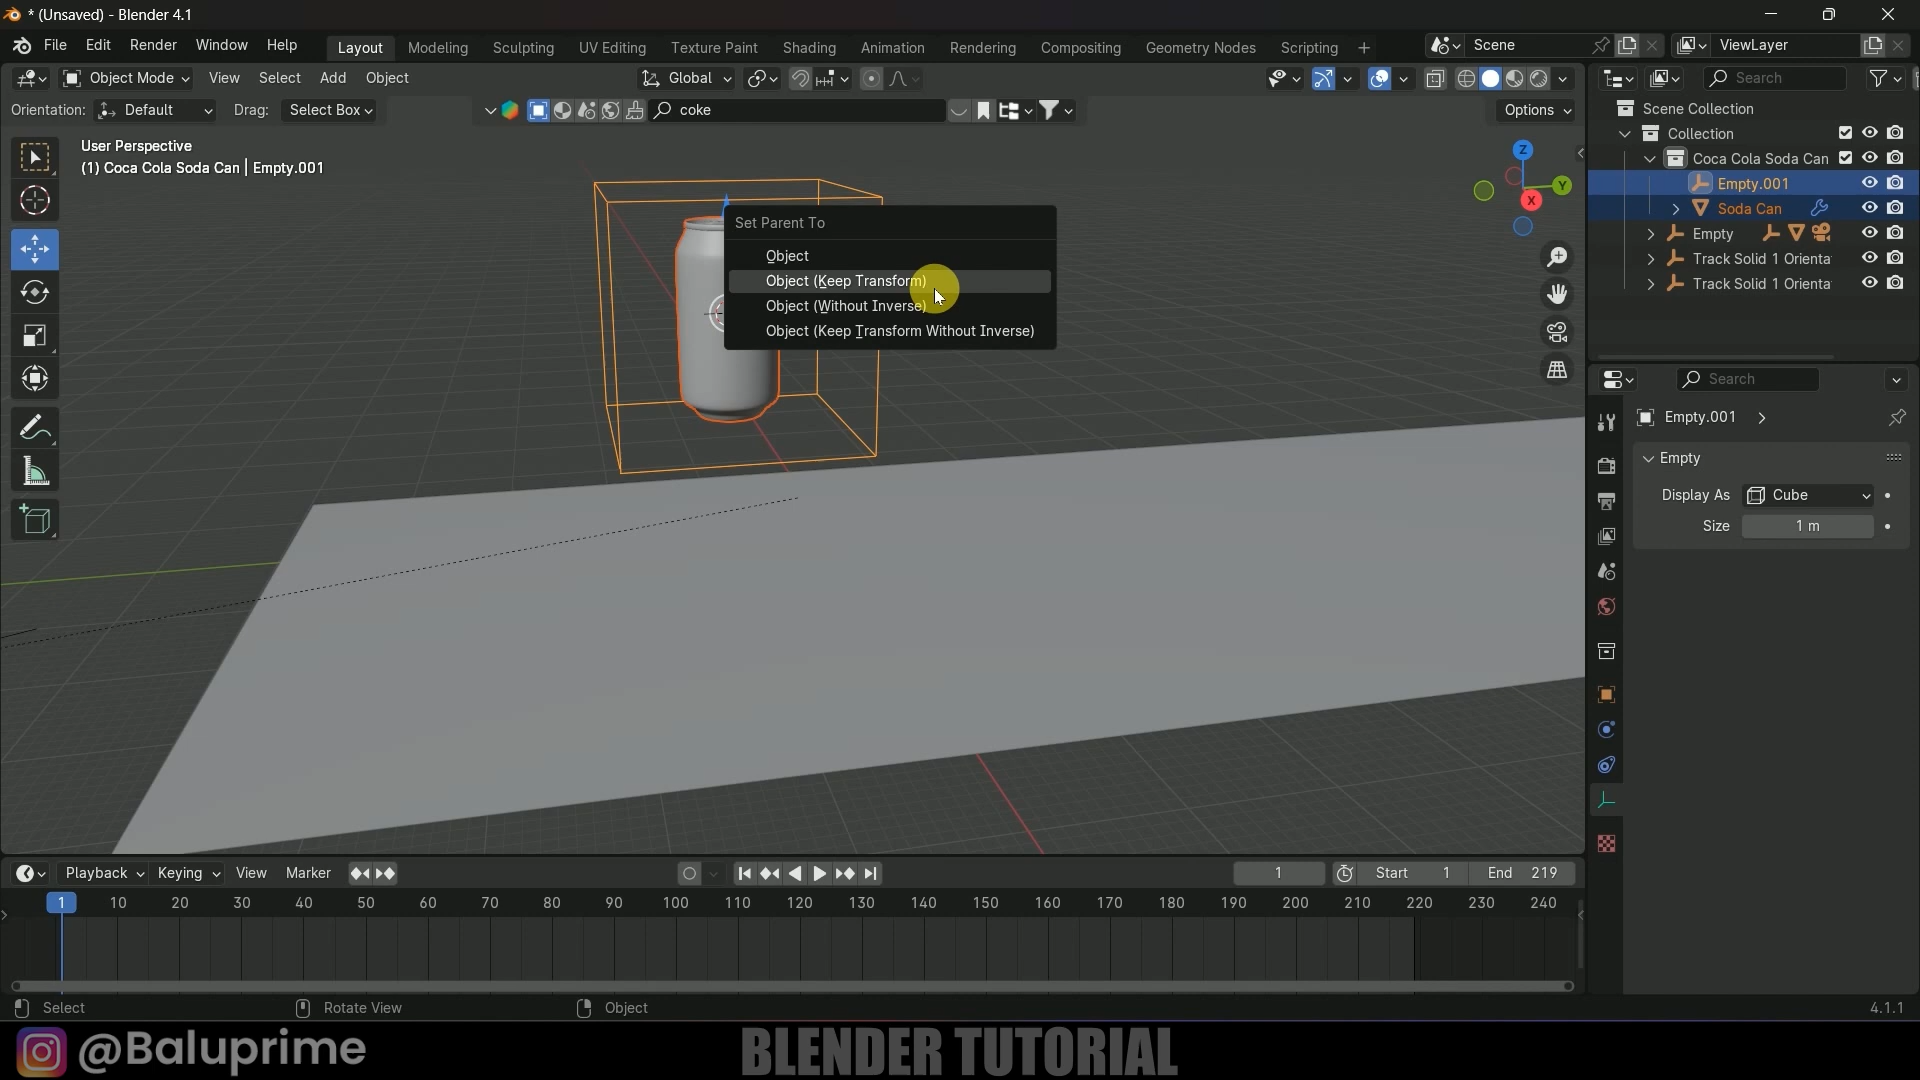 * (Unsaved) - Blender 4.1
File Edit Render Window Help Layout Modeling Sculpting UV Editing Texture Paint Shading Animation Rendering Compositing Geometry Nodes Scripting + Scene ViewLayer
Object Mode View Select Add Object Global Search
Orientation: Default Drag: Select Box coke Options
User Perspective
(1) Coca Cola Soda Can | Empty.001
Z
Y
X
Set Parent To
Object
Object (Keep Transform)
Object (Without Inverse)
Object (Keep Transform Without Inverse)
Scene Collection
Collection
Coca Cola Soda Can
Empty.001
Soda Can
Empty
Track Solid 1 Orienta
Track Solid 1 Orienta
Search
Empty.001
Empty
Display As Cube
Size 1 m
Playback Keying View Marker 1 Start 1 End 219
1 10 20 30 40 50 60 70 80 90 100 110 120 130 140 150 160 170 180 190 200 210 220 230 240
Select Rotate View Object 4.1.1
@Baluprime BLENDER TUTORIAL